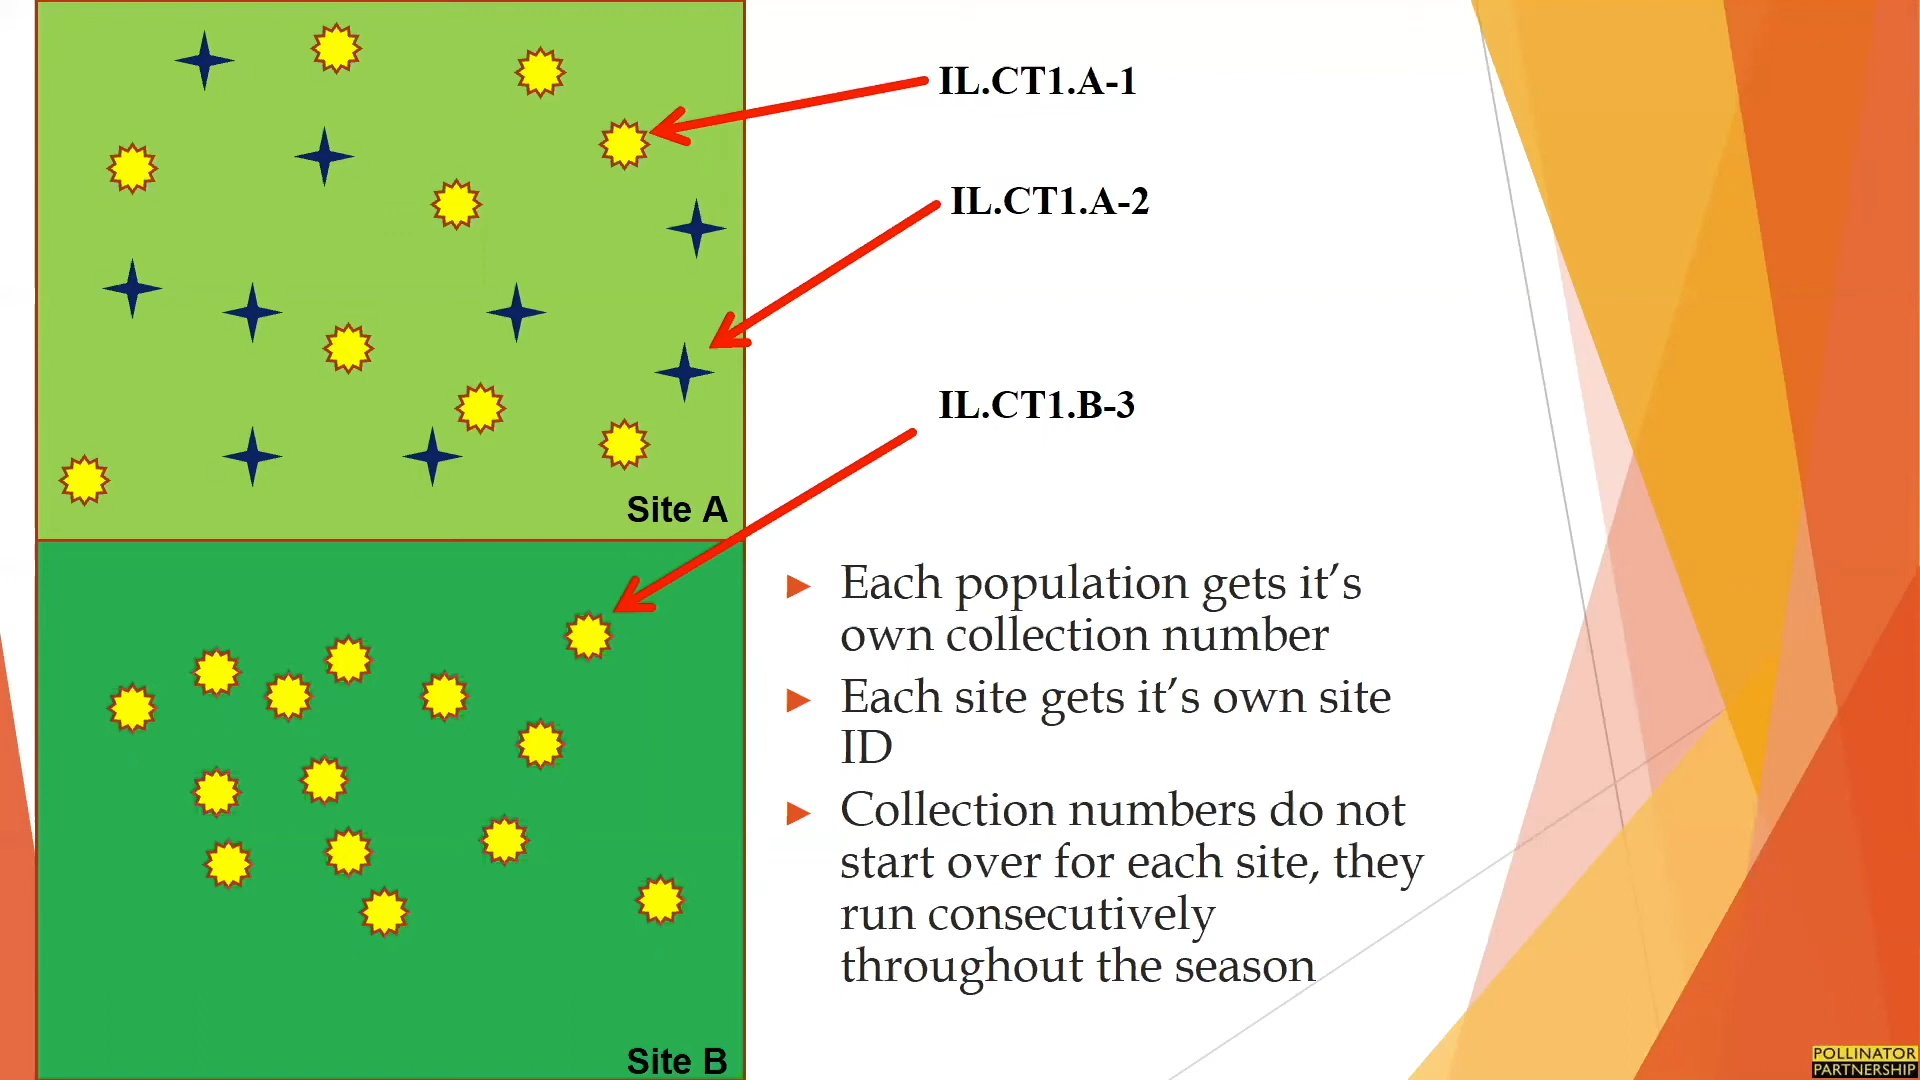 IL.CT1.A-1
IL.CT1.A-2
IL.CT1.B-3
Site A
Each population gets it’s
own collection number
Each site gets it’s own site
ID
Collection numbers do not
start over for each site, they
run consecutively
throughout the season
Site B
POLLINATOR
PARTNERSHIP